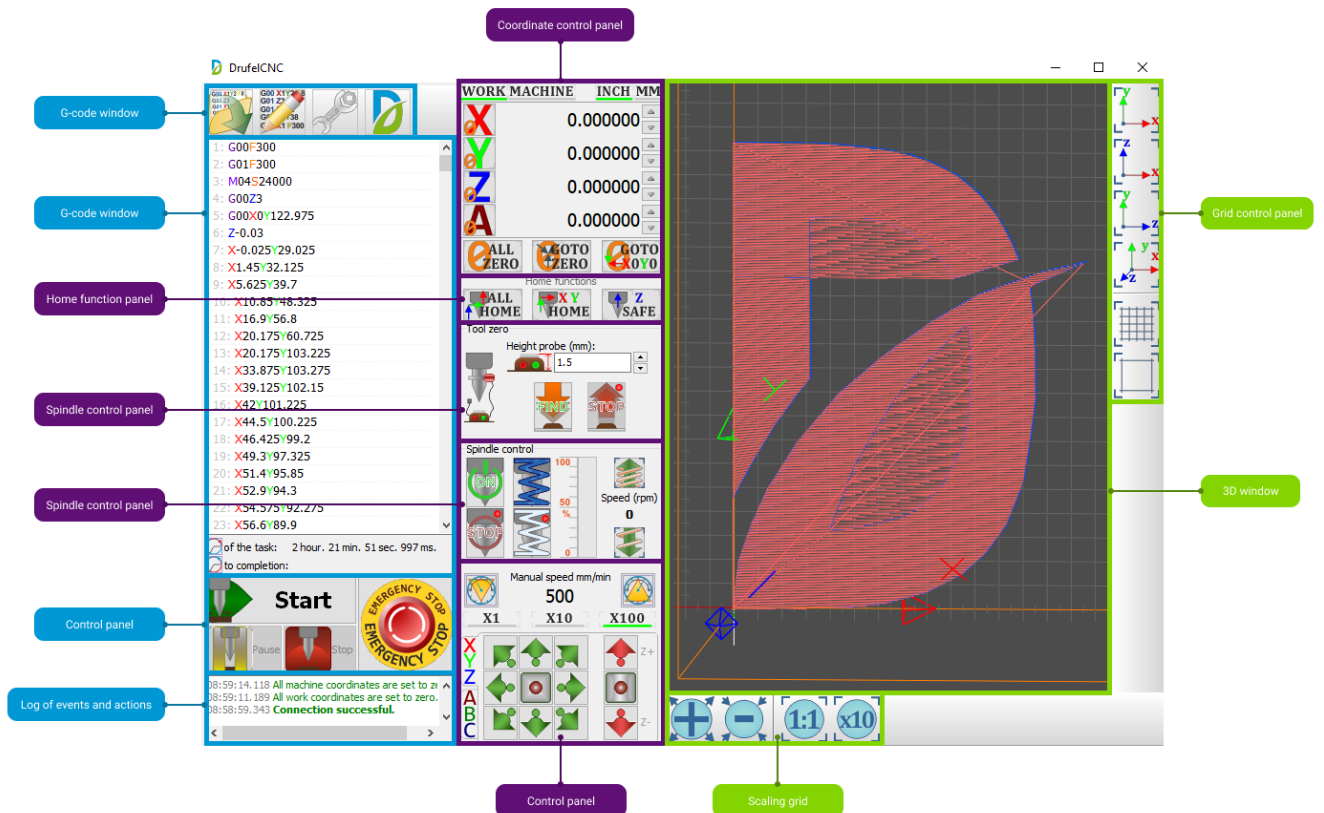 Coordinate control panel
DrufelCNC
G-code window
G-code window
Home function panel
Spindle control panel
Spindle control panel
Control panel
Log of events and actions
1: G00F300
2: G01F300
3: M04S24000
4: G00Z3
5: G00X0Y122.975
6: Z-0.03
7: X-0.025Y29.025
8: X1.45Y32.125
9: X5.625Y39.7
10: X10.85Y48.325
11: X16.9Y56.8
12: X20.175Y60.725
13: X20.175Y103.225
14: X33.875Y103.275
15: X39.125Y102.15
16: X42Y101.225
17: X44.5Y100.225
18: X46.425Y99.2
19: X49.3Y97.325
20: X51.4Y95.85
21: X52.9Y94.3
22: X54.575Y92.275
23: X56.6Y89.9
of the task: 2 hour. 21 min. 51 sec. 997 ms.
to completion:
Start
Pause
Stop
EMERGENCY STOP
EMERGENCY STOP
08:59:14.118 All machine coordinates are set to ze
08:59:11.189 All work coordinates are set to zero.
08:58:59.343 Connection successful.
WORK MACHINE INCH MM
X 0.000000
Y 0.000000
Z 0.000000
A 0.000000
ALL ZERO
GOTO ZERO
GOTO X0Y0
Home functions
ALL HOME
X Y HOME
Z SAFE
Tool zero
Height probe (mm):
1.5
FIND
STOP
Spindle control
ON
STOP
100
50
%
0
Speed (rpm)
0
Manual speed mm/min
500
X1 X10 X100
X
Y
Z
A
B
C
Z+
Z-
Y
X
y
x
z
x
y
z
y
x
z
1:1
x10
Grid control panel
3D window
Control panel
Scaling grid